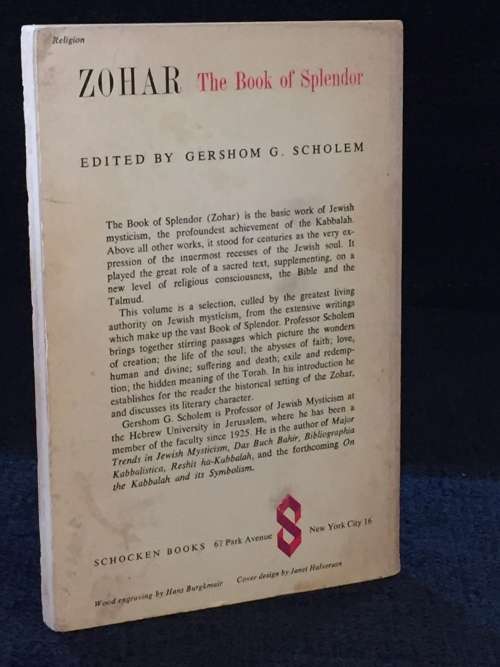 Religion
ZOHAR The Book of Splendor
EDITED BY GERSHOM G. SCHOLEM
The Book of Splendor (Zohar) is the basic work of Jewish
mysticism, the profoundest achievement of the Kabbalah.
Above all other works, it stood for centuries as the very ex-
pression of the innermost recesses of the Jewish soul. It
played the great role of a sacred text, supplementing, on a
new level of religious consciousness, the Bible and the
Talmud.
This volume is a selection, culled by the greatest living
authority on Jewish mysticism, from the extensive writings
which make up the vast Book of Splendor. Professor Scholem
brings together stirring passages which picture the wonders
of creation; the life of the soul; the abysses of faith; love,
human and divine; suffering and death; exile and redemp-
tion; the hidden meaning of the Torah. In his introduction he
establishes for the reader the historical setting of the Zohar,
and discusses its literary character.
Gershom G. Scholem is Professor of Jewish Mysticism at
the Hebrew University in Jerusalem, where he has been a
member of the faculty since 1925. He is the author of Major
Trends in Jewish Mysticism, Das Buch Bahir, Bibliographia
Kabbalistica, Reshit ha-Kabbalah, and the forthcoming On
the Kabbalah and its Symbolism.
SCHOCKEN BOOKS 67 Park Avenue S New York City 16
Wood engraving by Hans Burgkmair Cover design by Janet Halverson